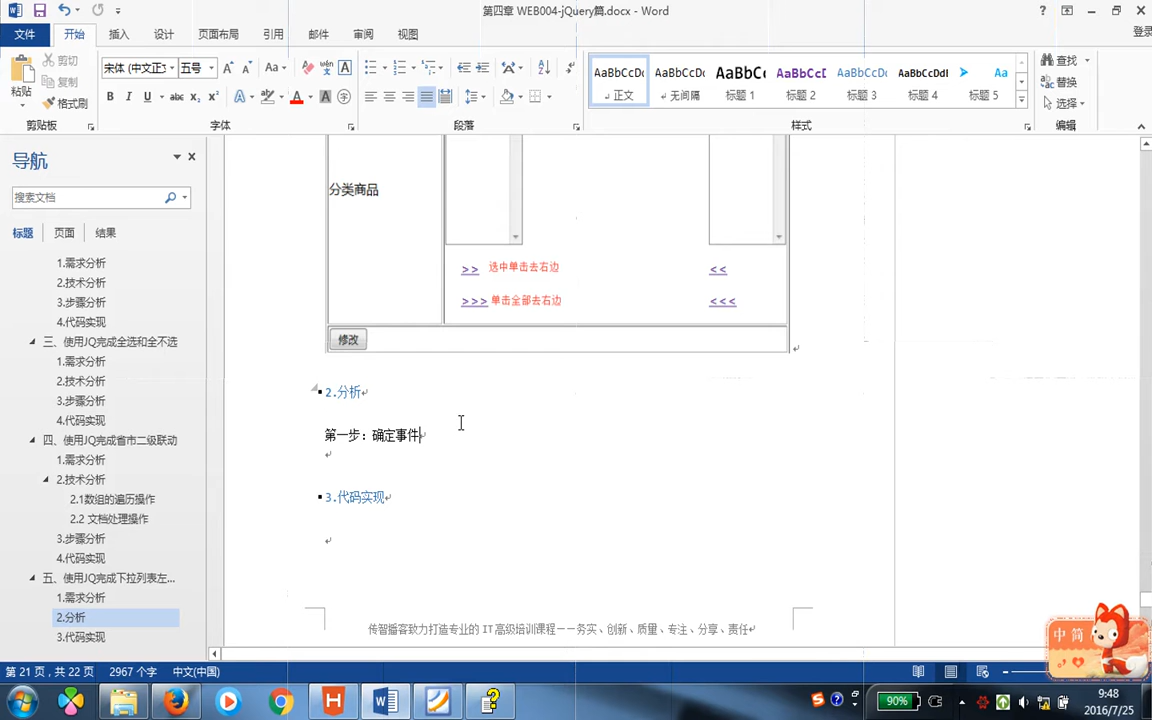 第四章 WEB004-jQuery篇.docx - Word
文件 开始 插入 设计 页面布局 引用 邮件 审阅 视图 登录
剪切
复制
格式刷
粘贴
宋体 (中文正 五号
AaBbCcDc AaBbCcDc AaBbCc AaBbCcD AaBbCcDc AaBbCcDdI AaB
正文 无间隔 标题 1 标题 2 标题 3 标题 4 标题 5
查找
替换
选择
剪贴板 字体 段落 样式 编辑
导航
搜索文档
标题 页面 结果
1.需求分析
2.技术分析
3.步骤分析
4.代码实现
三、使用JQ完成全选和全不选
1.需求分析
2.技术分析
3.步骤分析
4.代码实现
四、使用JQ完成省市二级联动
1.需求分析
2.技术分析
2.1数组的遍历操作
2.2 文档处理操作
3.步骤分析
4.代码实现
五、使用JQ完成下拉列表左...
1.需求分析
2.分析
3.代码实现
分类商品
>> 选中单击去右边 <<
>>> 单击全部去右边 <<<
修改
2.分析
第一步：确定事件
3.代码实现
传智播客致力打造专业的 IT 高级培训课程——务实、创新、质量、专注、分享、责任
中 简
第 21 页，共 22 页 2967 个字 中文(中国)
90%
9:48
2016/7/25